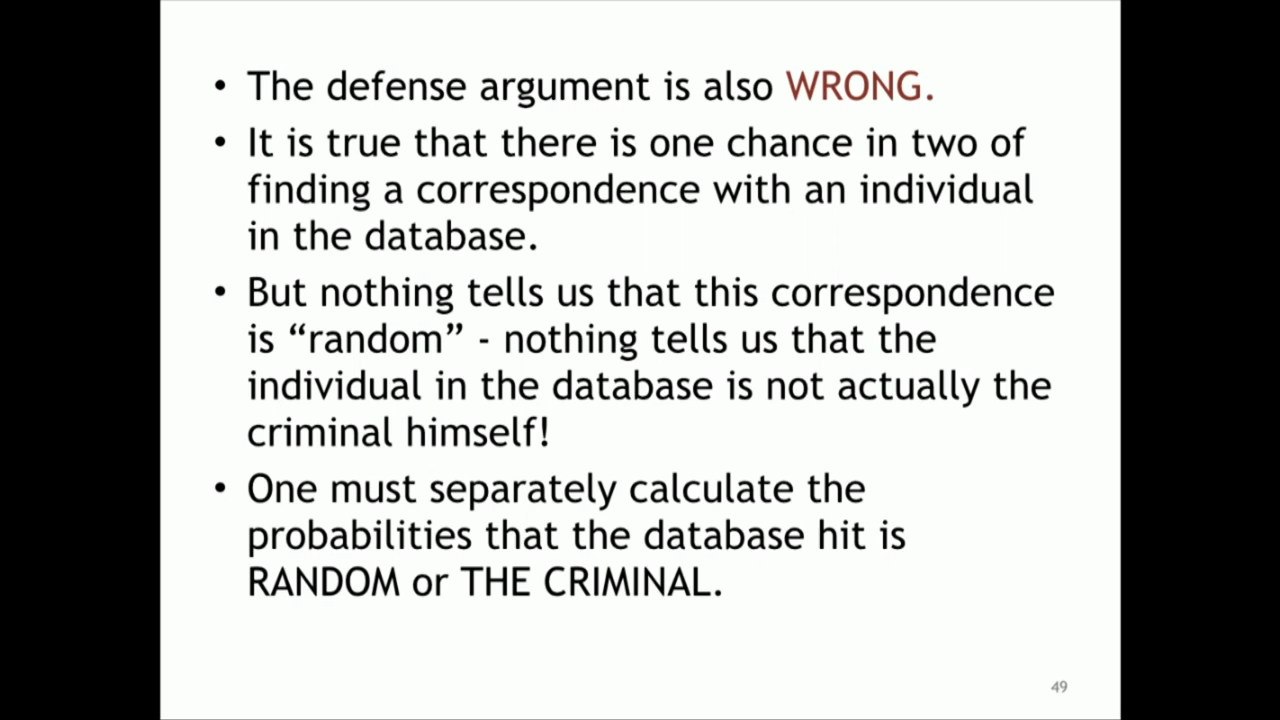 • The defense argument is also WRONG.
• It is true that there is one chance in two of
finding a correspondence with an individual
in the database.
• But nothing tells us that this correspondence
is “random” - nothing tells us that the
individual in the database is not actually the
criminal himself!
• One must separately calculate the
probabilities that the database hit is
RANDOM or THE CRIMINAL.
49